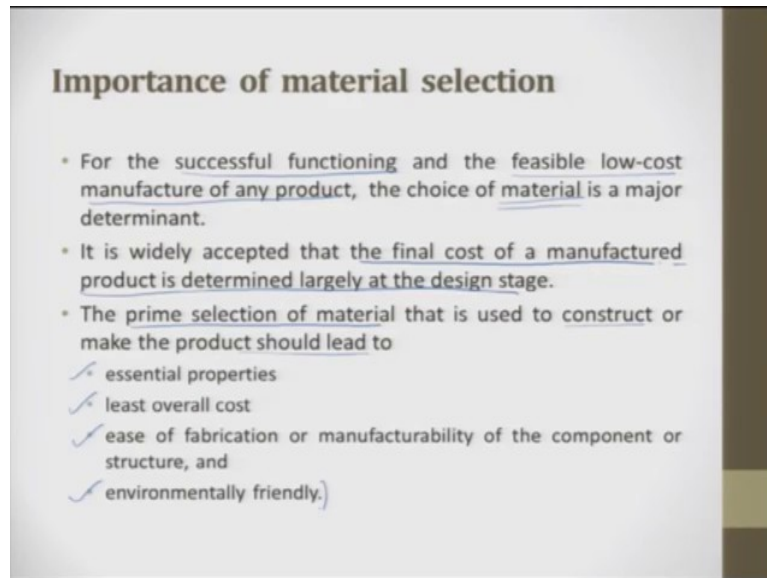 Importance of material selection
• For the successful functioning and the feasible low-cost
manufacture of any product, the choice of material is a major
determinant.
• It is widely accepted that the final cost of a manufactured
product is determined largely at the design stage.
• The prime selection of material that is used to construct or
make the product should lead to
• essential properties
• least overall cost
• ease of fabrication or manufacturability of the component or
structure, and
• environmentally friendly.